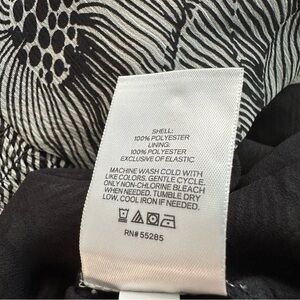 SHELL:
100% POLYESTER
LINING:
100% POLYESTER
EXCLUSIVE OF ELASTIC
MACHINE WASH COLD WITH
LIKE COLORS. GENTLE CYCLE.
ONLY NON-CHLORINE BLEACH
WHEN NEEDED. TUMBLE DRY
LOW. COOL IRON IF NEEDED.
RN# 55285